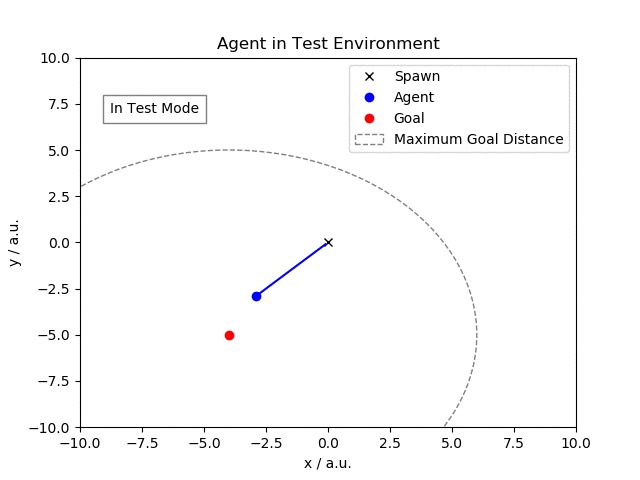 Agent in Test Environment
10.0
7.5
5.0
2.5
0.0
−2.5
−5.0
−7.5
−10.0
y / a.u.
In Test Mode
Spawn
Agent
Goal
Maximum Goal Distance
−10.0 −7.5 −5.0 −2.5 0.0 2.5 5.0 7.5 10.0
x / a.u.